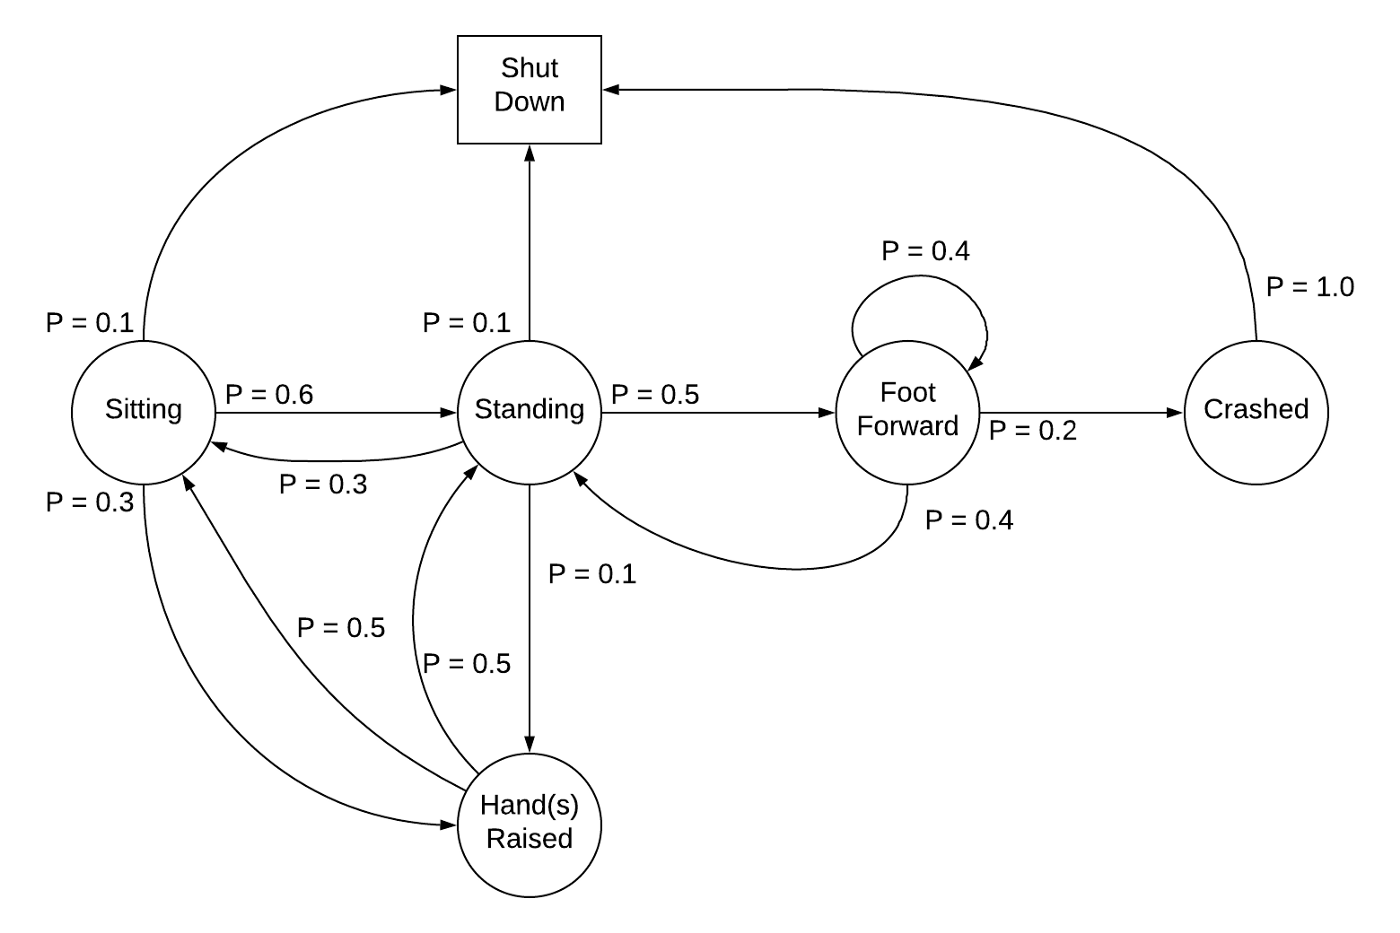 Shut
Down
P = 0.4
P = 1.0
P = 0.1
P = 0.1
Sitting
P = 0.6
Standing
P = 0.5
Foot
Forward
P = 0.2
Crashed
P = 0.3
P = 0.3
P = 0.4
P = 0.1
P = 0.5
P = 0.5
Hand(s)
Raised